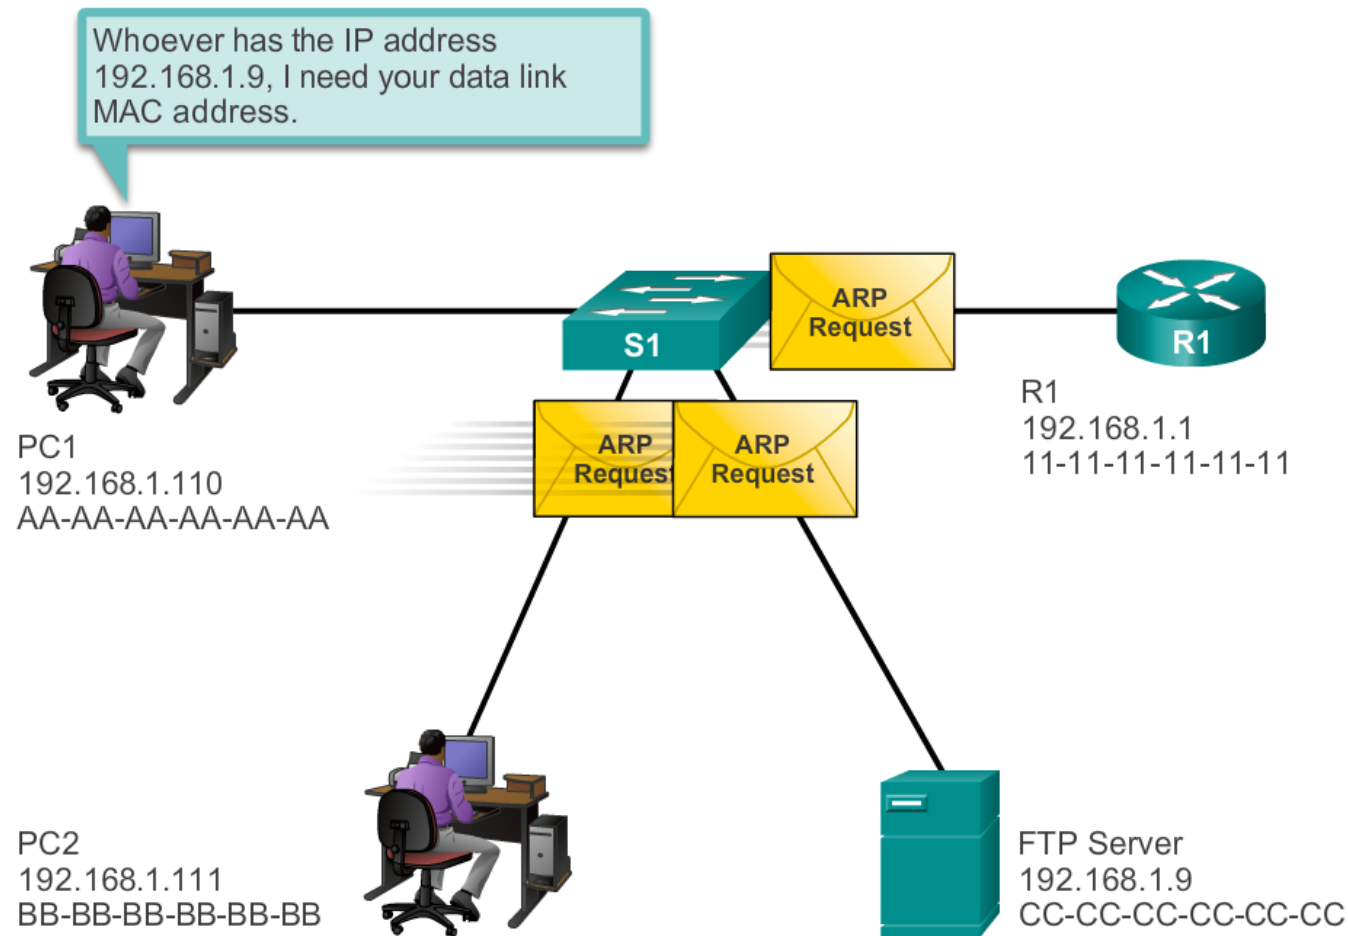 Whoever has the IP address
192.168.1.9, I need your data link
MAC address.
ARP
Request
S1
R1
R1
192.168.1.1
11-11-11-11-11-11
ARP
Request
ARP
Request
PC1
192.168.1.110
AA-AA-AA-AA-AA-AA
PC2
192.168.1.111
BB-BB-BB-BB-BB-BB
FTP Server
192.168.1.9
CC-CC-CC-CC-CC-CC